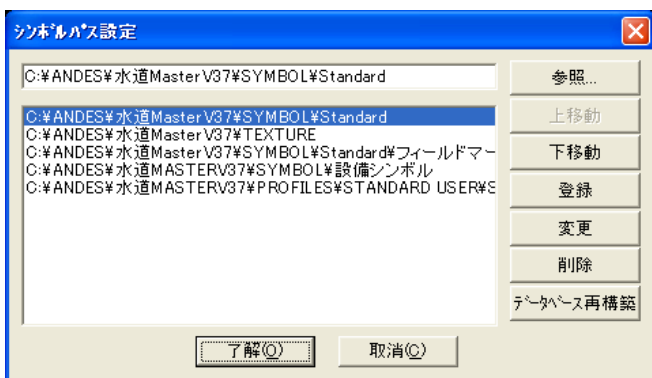 ｼﾝﾎﾞﾙﾊﾟｽ設定
C:¥ANDES¥水道MasterV37¥SYMBOL¥Standard
参照...
C:¥ANDES¥水道MasterV37¥SYMBOL¥Standard
上移動
C:¥ANDES¥水道MasterV37¥TEXTURE
C:¥ANDES¥水道MasterV37¥SYMBOL¥Standard¥フィールドマー
下移動
C:¥ANDES¥水道MASTERV37¥SYMBOL¥設備シンボル
C:¥ANDES¥水道MASTERV37¥PROFILES¥STANDARD USER¥S
登録
変更
削除
ﾃﾞｰﾀﾍﾞｰｽ再構築
了解(O)
取消(C)